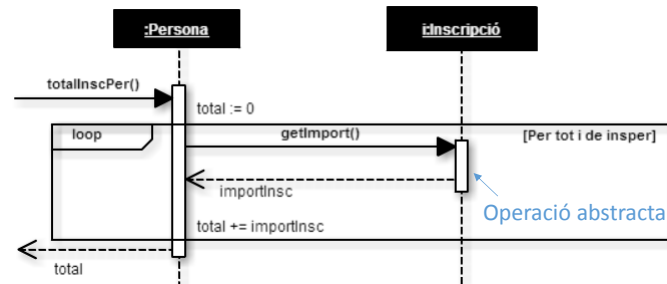 :Persona
i:Inscripció
totalInscPer()
total := 0
loop
getImport()
[Per tot i de insper]
importInsc
Operació abstracta
total += importInsc
total